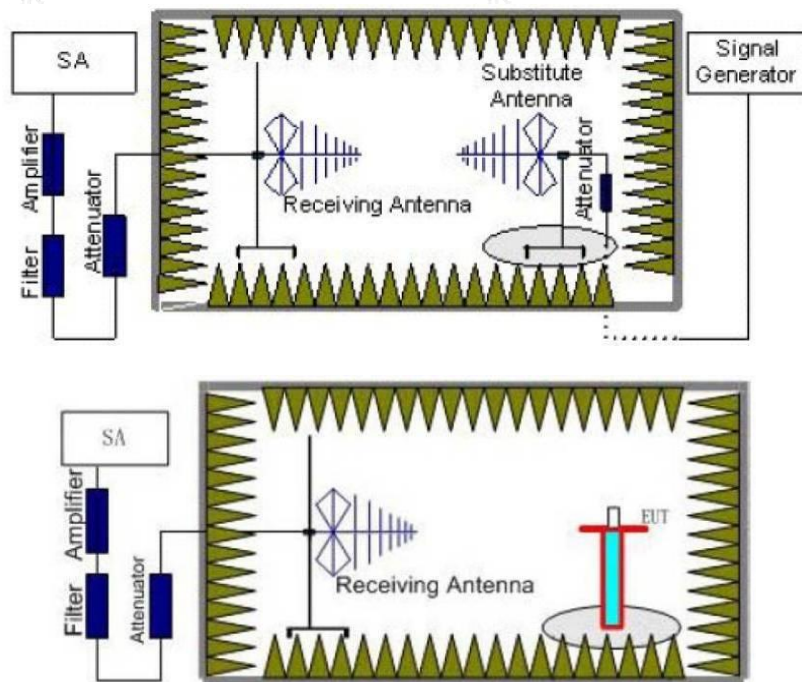 SA
Amplifier
Filter
Attenuator
Receiving Antenna
Substitute
Antenna
Attenuator
Signal
Generator
SA
Amplifier
Filter
Attenuator
Receiving Antenna
EUT